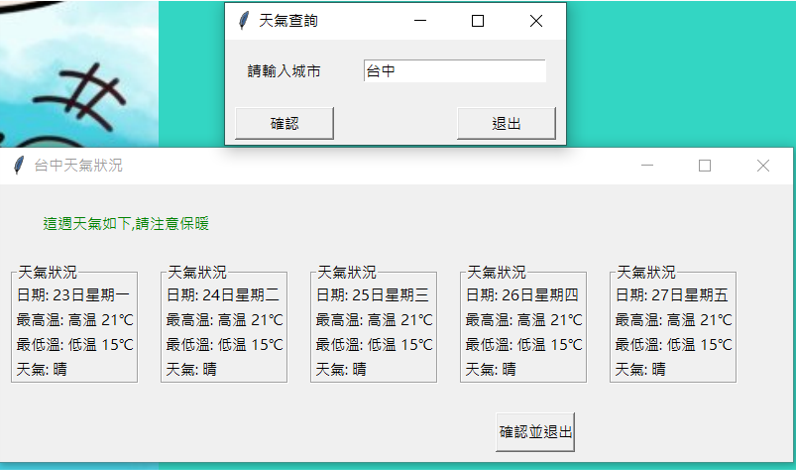 天氣查詢
請輸入城市 台中
確認 退出
台中天氣狀況
這週天氣如下,請注意保暖
天氣狀況 天氣狀況 天氣狀況 天氣狀況 天氣狀況
日期: 23日星期一 日期: 24日星期二 日期: 25日星期三 日期: 26日星期四 日期: 27日星期五
最高溫: 高温 21℃ 最高溫: 高温 21℃ 最高溫: 高温 21℃ 最高溫: 高温 21℃ 最高溫: 高温 21℃
最低溫: 低温 15℃ 最低溫: 低温 15℃ 最低溫: 低温 15℃ 最低溫: 低温 15℃ 最低溫: 低温 15℃
天氣: 晴 天氣: 晴 天氣: 晴 天氣: 晴 天氣: 晴
確認並退出